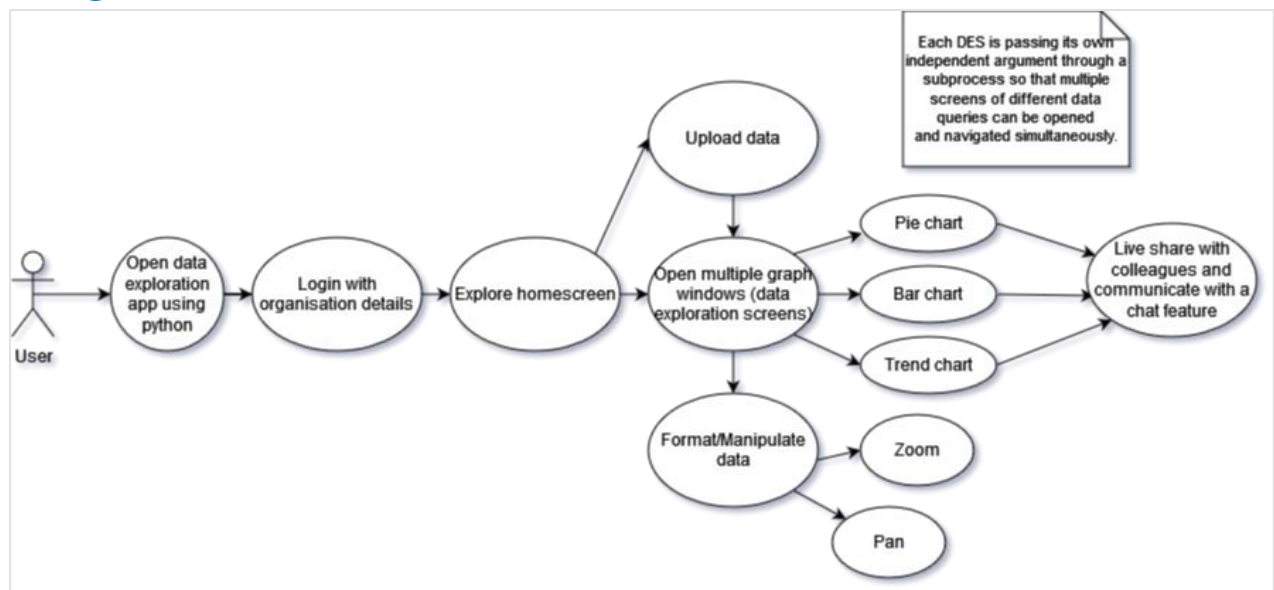 Each DES is passing its own
independent argument through a
subprocess so that multiple
screens of different data
queries can be opened
and navigated simultaneously.
Upload data
Pie chart
Open data
exploration
app using
python
Login with
organisation details
Explore homescreen
Open multiple graph
windows (data
exploration screens)
Bar chart
Live share with
colleagues and
communicate with a
chat feature
User
Trend chart
Format/Manipulate
data
Zoom
Pan